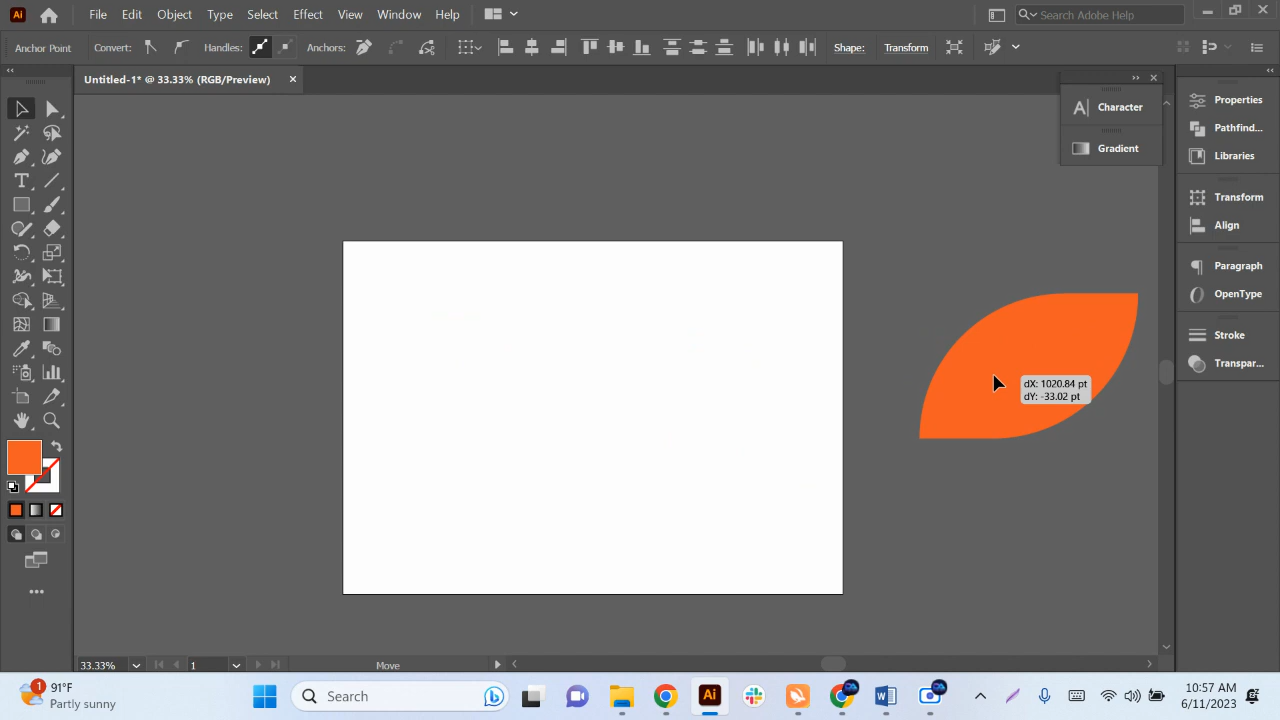 Ai File Edit Object Type Select Effect View Window Help Search Adobe Help
Anchor Point Convert: Handles: Anchors: Shape: Transform
Untitled-1* @ 33.33% (RGB/Preview)
Character
Gradient
Properties
Pathfind...
Libraries
Transform
Align
Paragraph
OpenType
Stroke
Transpar...
dX: 1020.84 pt
dY: -33.02 pt
33.33% 1 Move
1
91°F
Partly sunny
Search
Ai
10:57 AM
6/11/2023